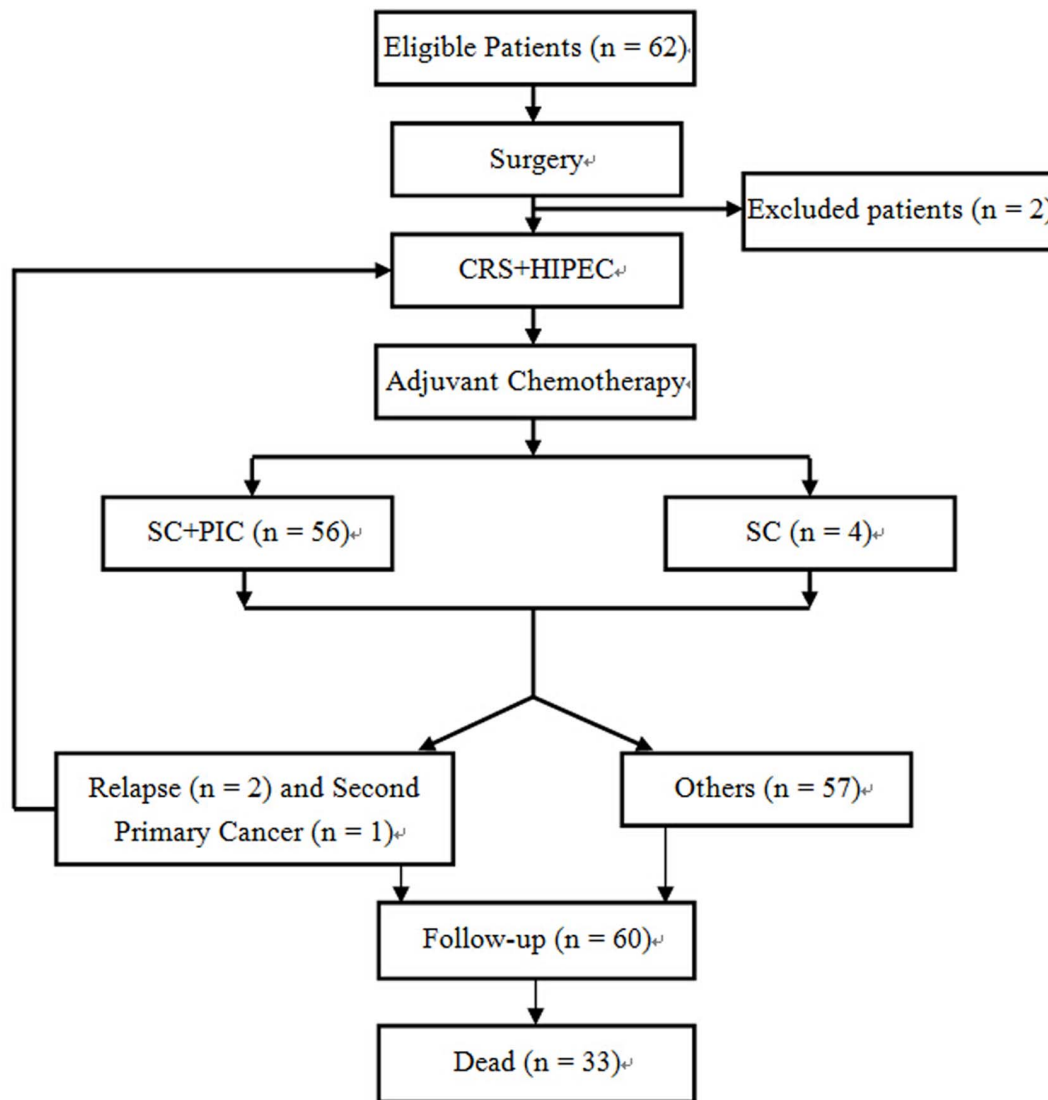 Eligible Patients (n = 62)
Surgery
Excluded patients (n = 2)
CRS+HIPEC
Adjuvant Chemotherapy
SC+PIC (n = 56)
SC (n = 4)
Relapse (n = 2) and Second
Primary Cancer (n = 1)
Others (n = 57)
Follow-up (n = 60)
Dead (n = 33)